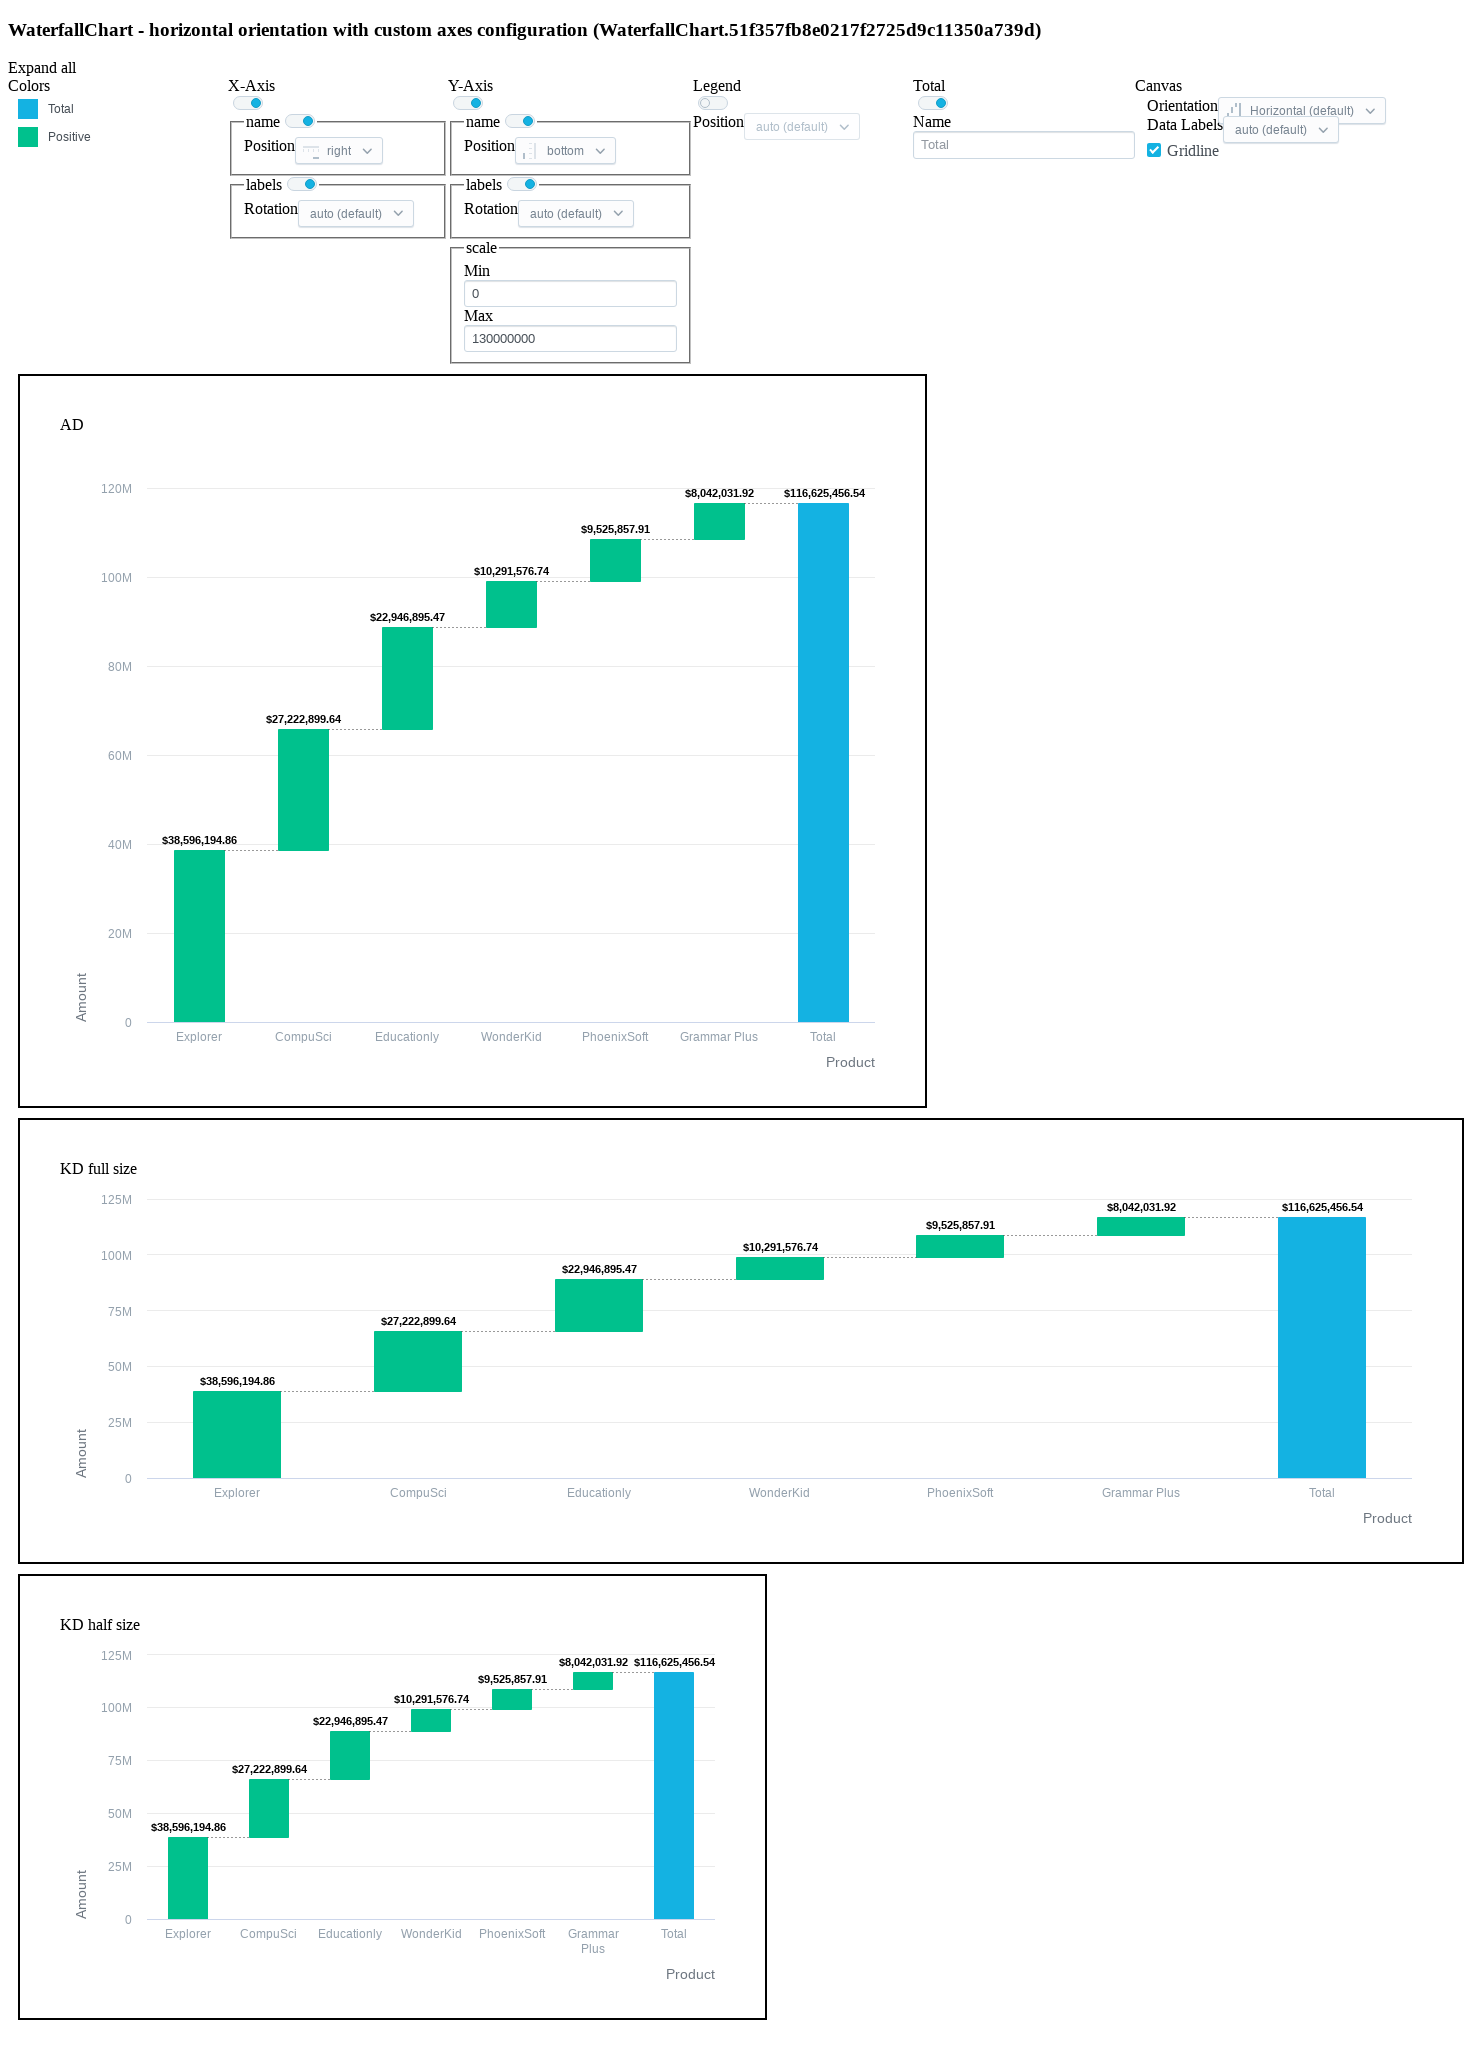 WaterfallChart - horizontal orientation with custom axes configuration (WaterfallChart.51f357fb8e0217f2725d9c11350a739d)
Expand all
Colors
Total
Positive
X-Axis
name
Position right
labels
Rotation auto (default)
Y-Axis
name
Position bottom
labels
Rotation auto (default)
scale
Min
0
Max
130000000
Legend
Position auto (default)
Total
Name
Total
Canvas
Orientation Horizontal (default)
Data Labels auto (default)
Gridline
AD
120M
100M
80M
60M
40M
20M
0
Amount
$38,596,194.86
$27,222,899.64
$22,946,895.47
$10,291,576.74
$9,525,857.91
$8,042,031.92
$116,625,456.54
Explorer CompuSci Educationly WonderKid PhoenixSoft Grammar Plus Total
Product
KD full size
125M
100M
75M
50M
25M
0
Amount
$38,596,194.86
$27,222,899.64
$22,946,895.47
$10,291,576.74
$9,525,857.91
$8,042,031.92
$116,625,456.54
Explorer CompuSci Educationly WonderKid PhoenixSoft Grammar Plus Total
Product
KD half size
125M
100M
75M
50M
25M
0
Amount
$38,596,194.86
$27,222,899.64
$22,946,895.47
$10,291,576.74
$9,525,857.91
$8,042,031.92
$116,625,456.54
Explorer CompuSci Educationly WonderKid PhoenixSoft Grammar Total
Plus
Product